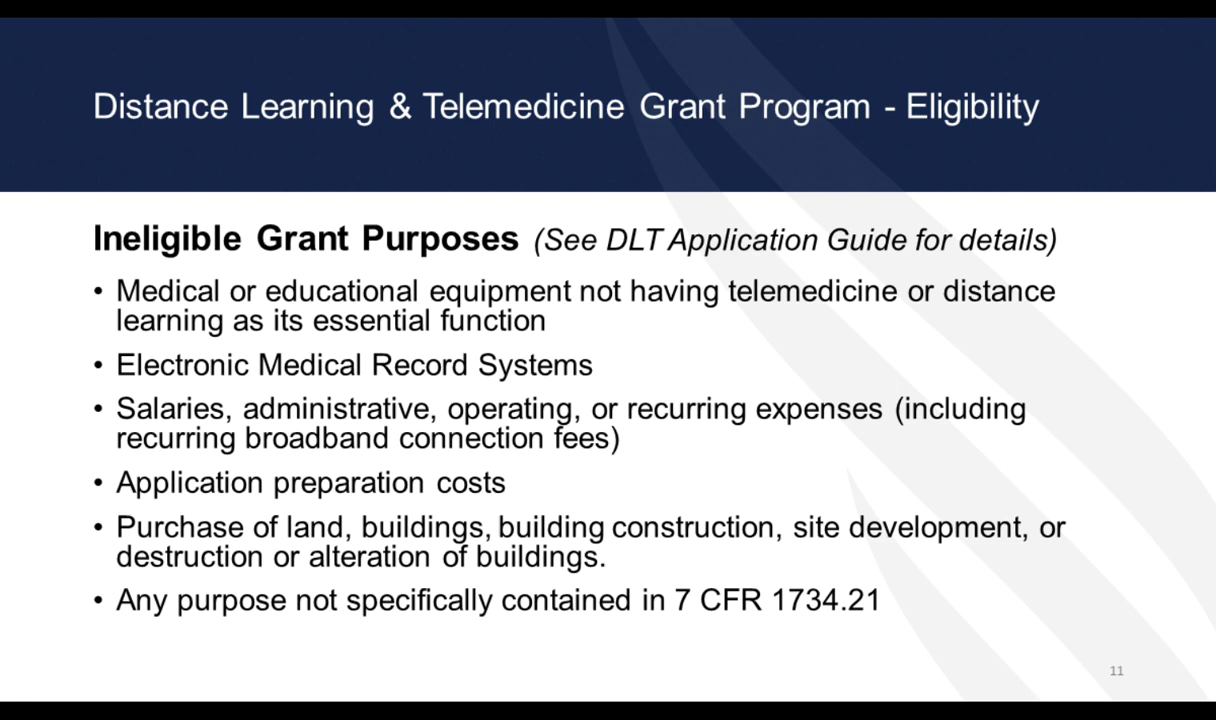 Distance Learning & Telemedicine Grant Program - Eligibility
Ineligible Grant Purposes (See DLT Application Guide for details)
• Medical or educational equipment not having telemedicine or distance
learning as its essential function
• Electronic Medical Record Systems
• Salaries, administrative, operating, or recurring expenses (including
recurring broadband connection fees)
• Application preparation costs
• Purchase of land, buildings, building construction, site development, or
destruction or alteration of buildings.
• Any purpose not specifically contained in 7 CFR 1734.21
11